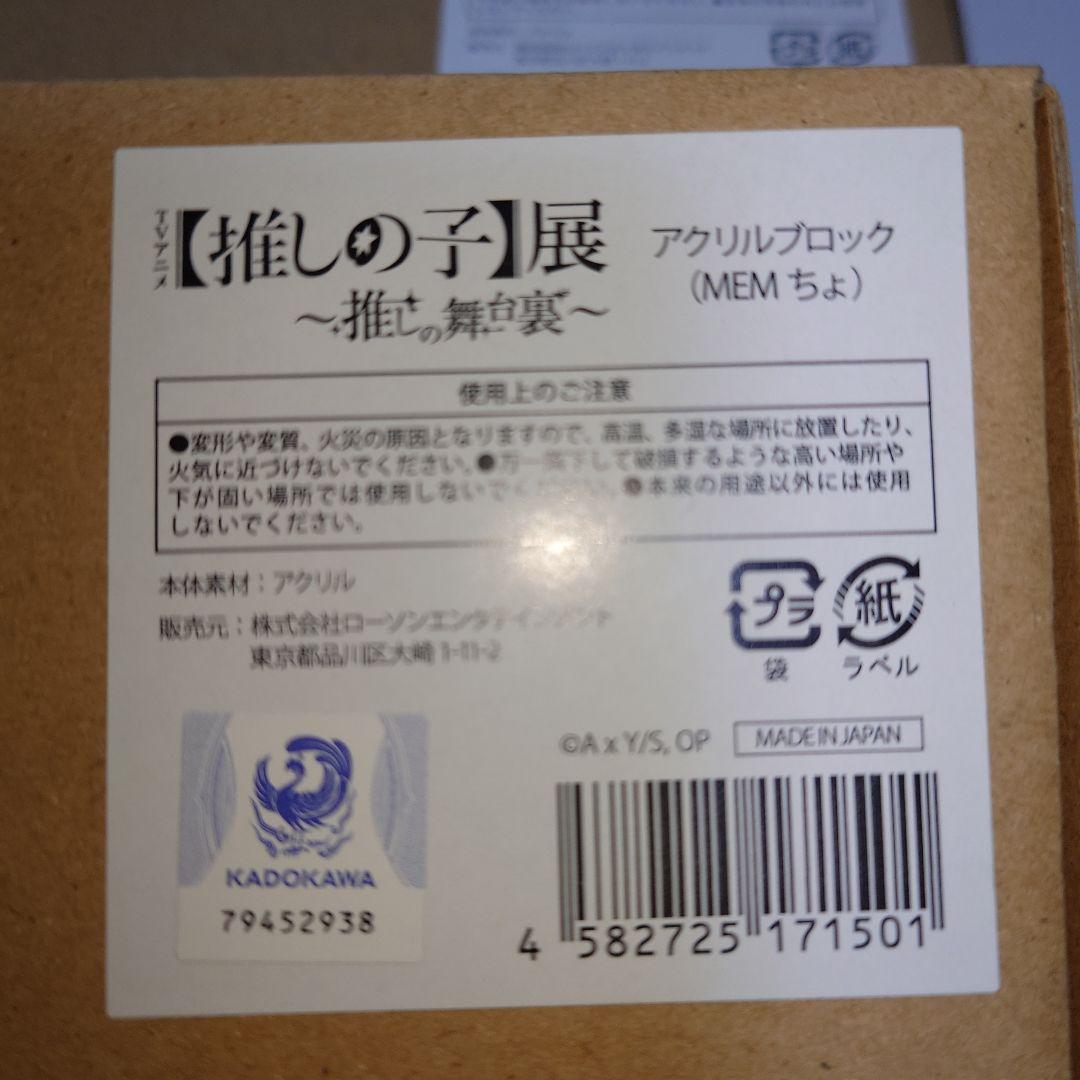 TVアニメ
【推しの子】展
～推しの舞台裏～
アクリルブロック
（MEMちょ）
使用上のご注意
●変形や変質、火災の原因となりますので、高温、多湿な場所に放置したり、
火気に近づけないでください。●万一落下して破損するような高い場所や
下が固い場所では使用しないでください。●本来の用途以外には使用
しないでください。
本体素材：アクリル
販売元：株式会社ローソンエンタテインメント
東京都品川区大崎1-11-2
プラ
袋
紙
ラベル
©A x Y/S, OP
MADE IN JAPAN
KADOKAWA
79452938
4 582725 171501